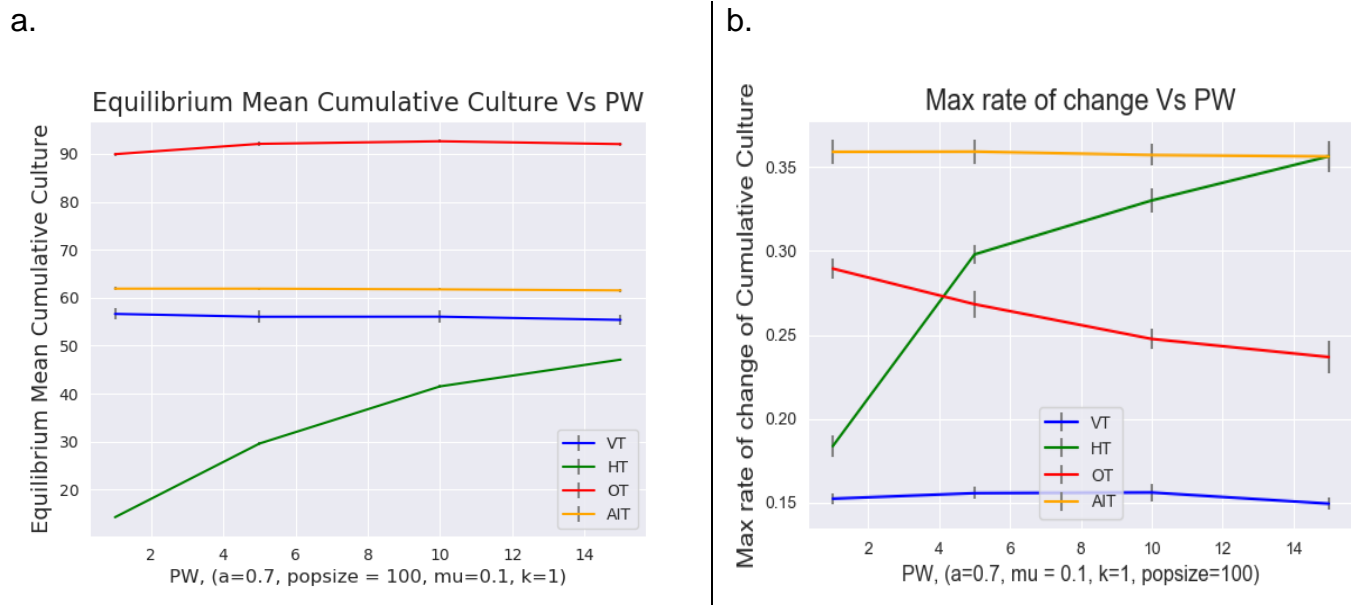 a.
Equilibrium Mean Cumulative Culture Vs PW
Equilibrium Mean Cumulative Culture
90
80
70
60
50
40
30
20
VT
HT
OT
AIT
2 4 6 8 10 12 14
PW, (a=0.7, popsize = 100, mu=0.1, k=1)
b.
Max rate of change Vs PW
Max rate of change of Cumulative Culture
0.35
0.30
0.25
0.20
0.15
VT
HT
OT
AIT
2 4 6 8 10 12 14
PW, (a=0.7, mu = 0.1, k=1, popsize=100)